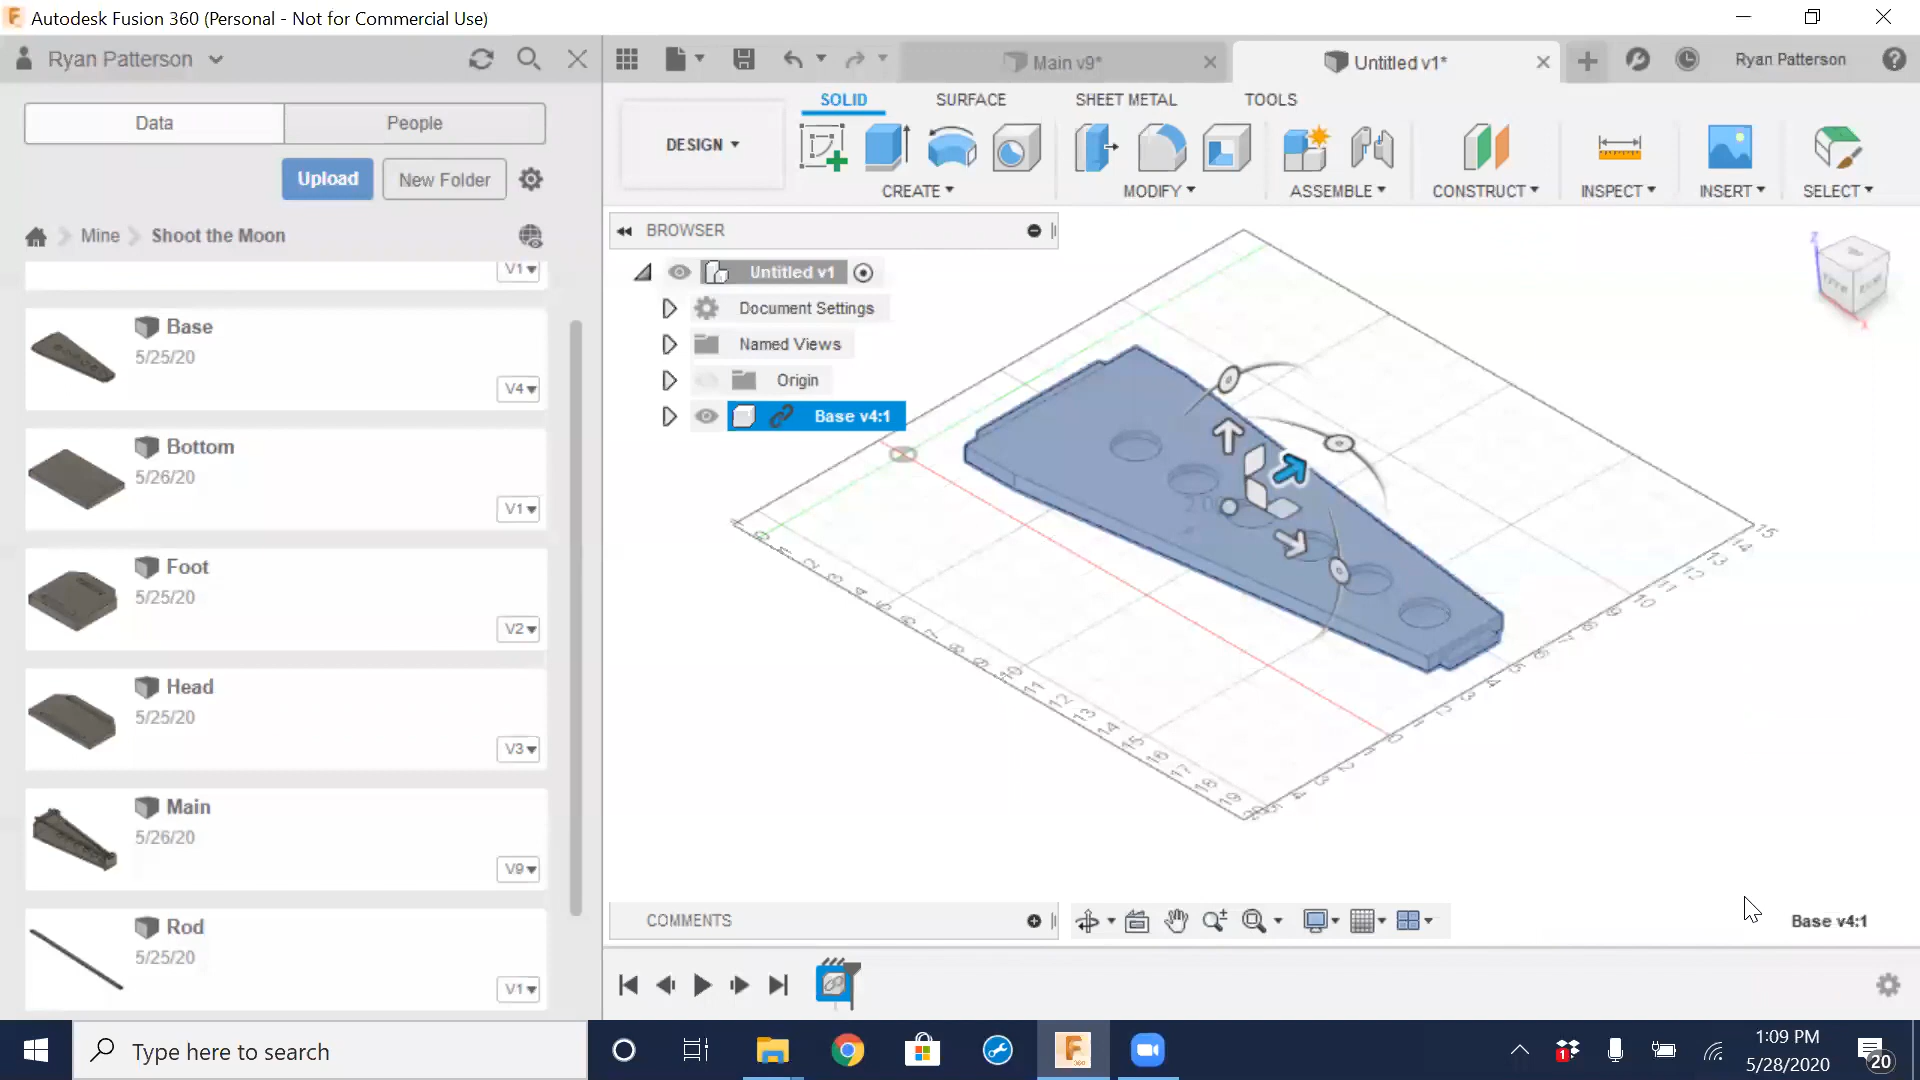 Autodesk Fusion 360 (Personal - Not for Commercial Use)
Ryan Patterson
Main v9*
Untitled v1*
Ryan Patterson
Data
People
SOLID
SURFACE
SHEET METAL
TOOLS
DESIGN
Upload
New Folder
CREATE
MODIFY
ASSEMBLE
CONSTRUCT
INSPECT
INSERT
SELECT
Mine
Shoot the Moon
BROWSER
V1
Untitled v1
Document Settings
Named Views
Origin
Base v4:1
Base
5/25/20
V4
Bottom
5/26/20
V1
Foot
5/25/20
V2
Head
5/25/20
V3
Main
5/26/20
V9
Rod
5/25/20
V1
COMMENTS
Base v4:1
Type here to search
1:09 PM
5/28/2020
20
1